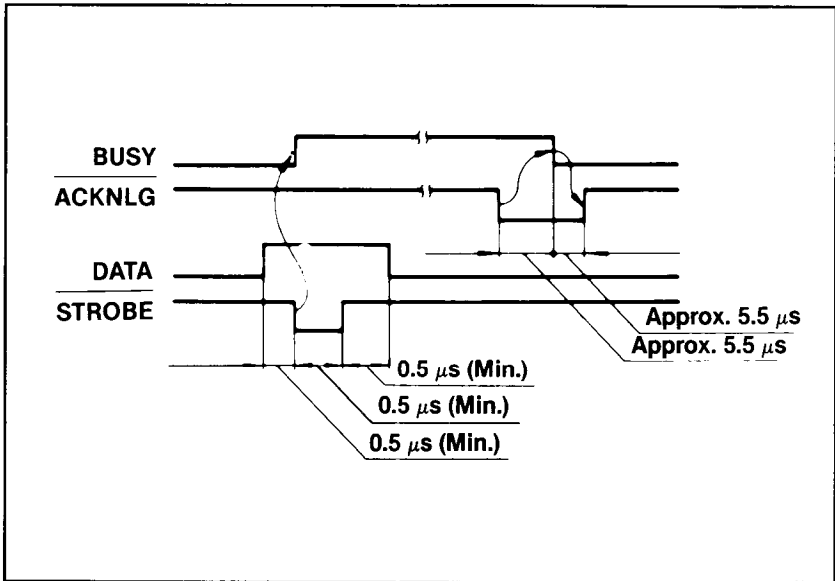 BUSY
ACKNLG
DATA
STROBE
Approx. 5.5 μs
Approx. 5.5 μs
0.5 μs (Min.)
0.5 μs (Min.)
0.5 μs (Min.)